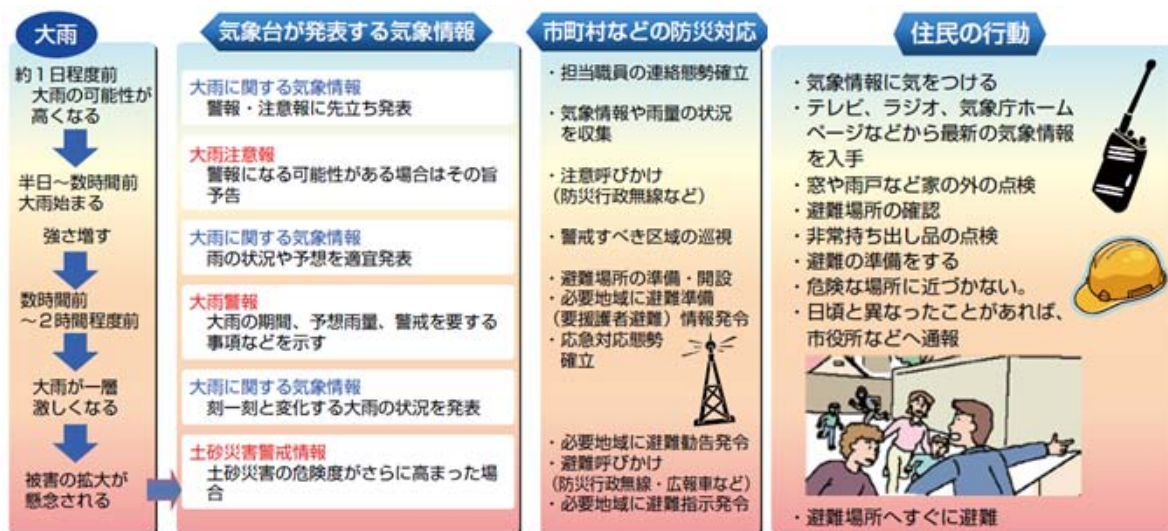 大雨
約1日程度前
大雨の可能性が
高くなる
半日～数時間前
大雨始まる
強さ増す
数時間前
～2時間程度前
大雨が一層
激しくなる
被害の拡大が
懸念される
気象台が発表する気象情報
大雨に関する気象情報
警報・注意報に先立ち発表
大雨注意報
警報になる可能性がある場合はその旨
予告
大雨に関する気象情報
雨の状況や予想を適宜発表
大雨警報
大雨の期間、予想雨量、警戒を要する
事項などを示す
大雨に関する気象情報
刻一刻と変化する大雨の状況を発表
土砂災害警戒情報
土砂災害の危険度がさらに高まった場
合
市町村などの防災対応
・担当職員の連絡態勢確立
・気象情報や雨量の状況
を収集
・注意呼びかけ
（防災行政無線など）
・警戒すべき区域の巡視
・避難場所の準備・開設
・必要地域に避難準備
（要援護者避難）情報発令
・応急対応態勢
確立
・必要地域に避難勧告発令
・避難呼びかけ
（防災行政無線・広報車など）
・必要地域に避難指示発令
住民の行動
・気象情報に気をつける
・テレビ、ラジオ、気象庁ホーム
ページなどから最新の気象情報
を入手
・窓や雨戸など家の外の点検
・避難場所の確認
・非常持ち出し品の点検
・避難の準備をする
・危険な場所に近づかない。
・日頃と異なったことがあれば、
市役所などへ通報
・避難場所へすぐに避難